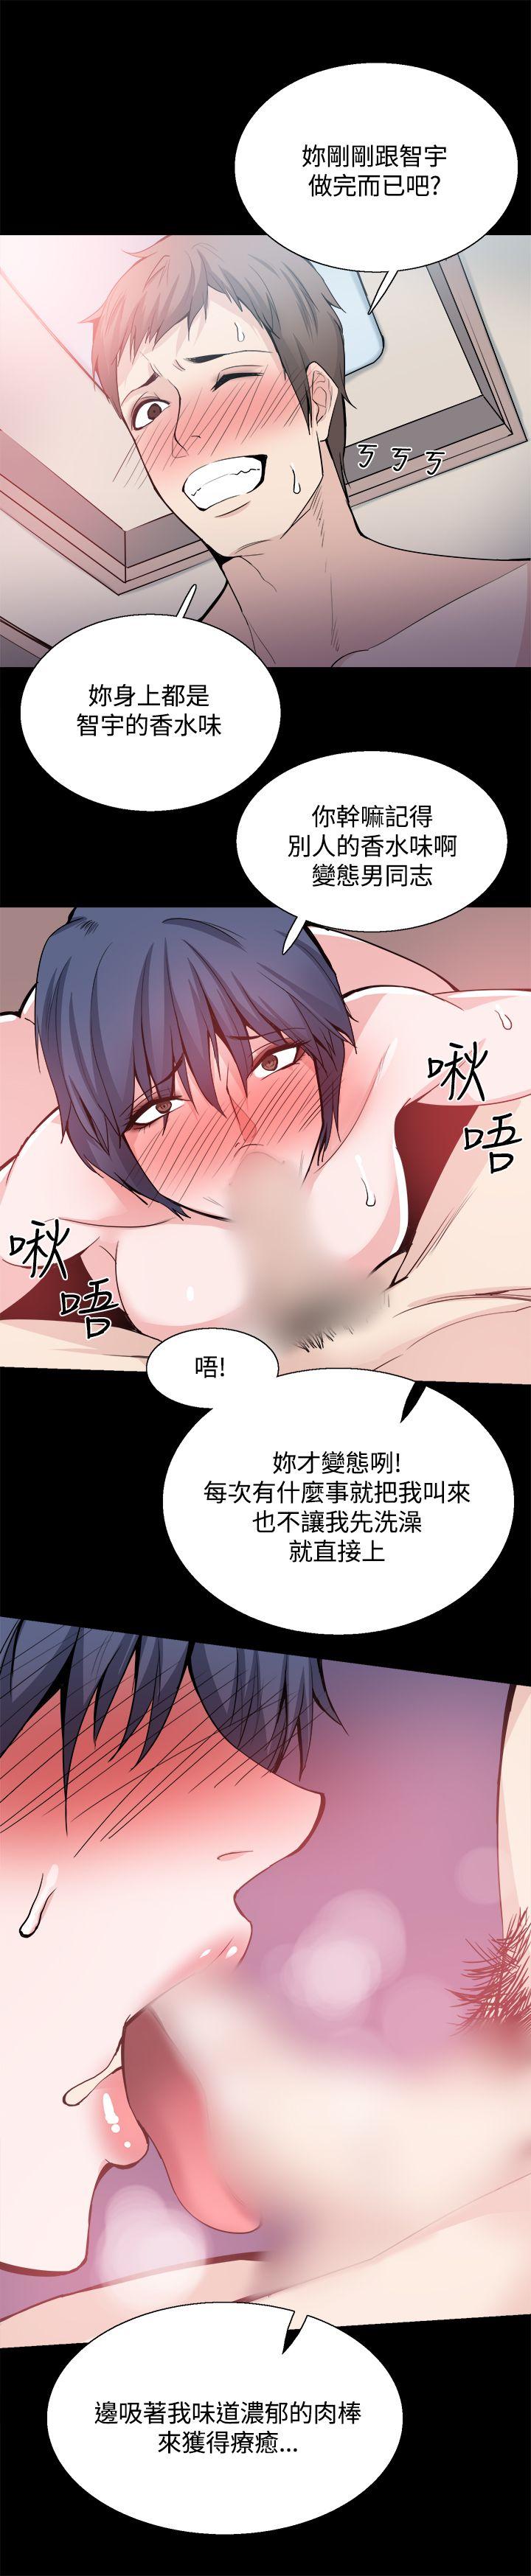 妳剛剛跟智宇
做完而已吧?
ㄎㄎㄎ
妳身上都是
智宇的香水味
你幹嘛記得
別人的香水味啊
變態男同志
啾
唔
啾
唔
唔!
妳才變態咧!
每次有什麼事就把我叫來
也不讓我先洗澡
就直接上
邊吸著我味道濃郁的肉棒
來獲得療癒...